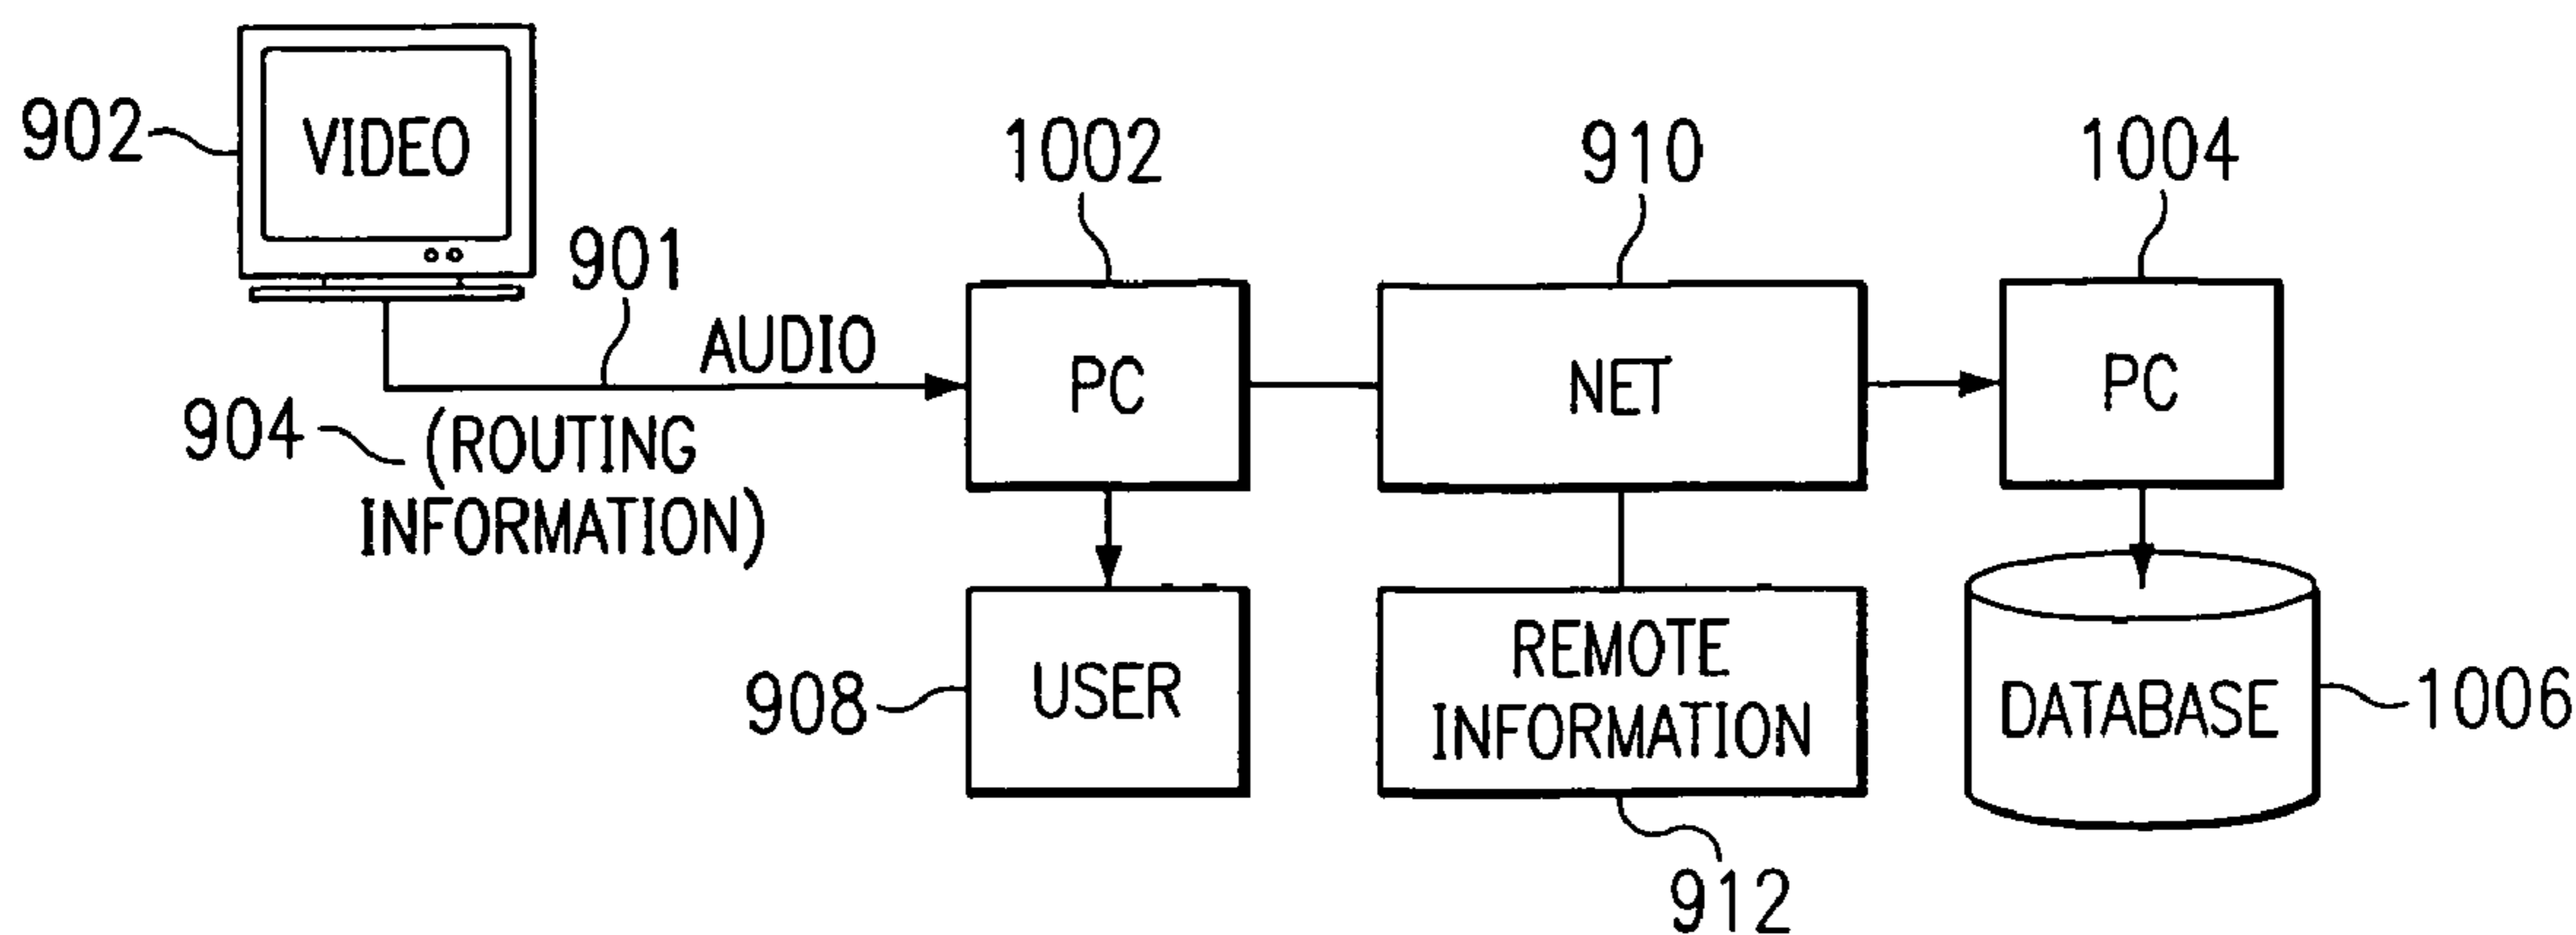 902
VIDEO
901
AUDIO
904
(ROUTING
INFORMATION)
1002
PC
910
NET
1004
PC
908
USER
REMOTE
INFORMATION
912
DATABASE
1006